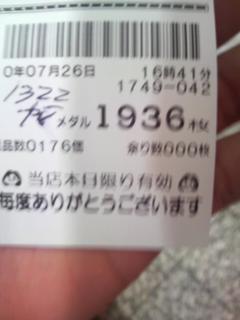 0年07月26日 16時41分
1749-042
1322
メダル 1936枚
品数0176個 余り数000枚
当店本日限り有効
毎度ありがとうございます